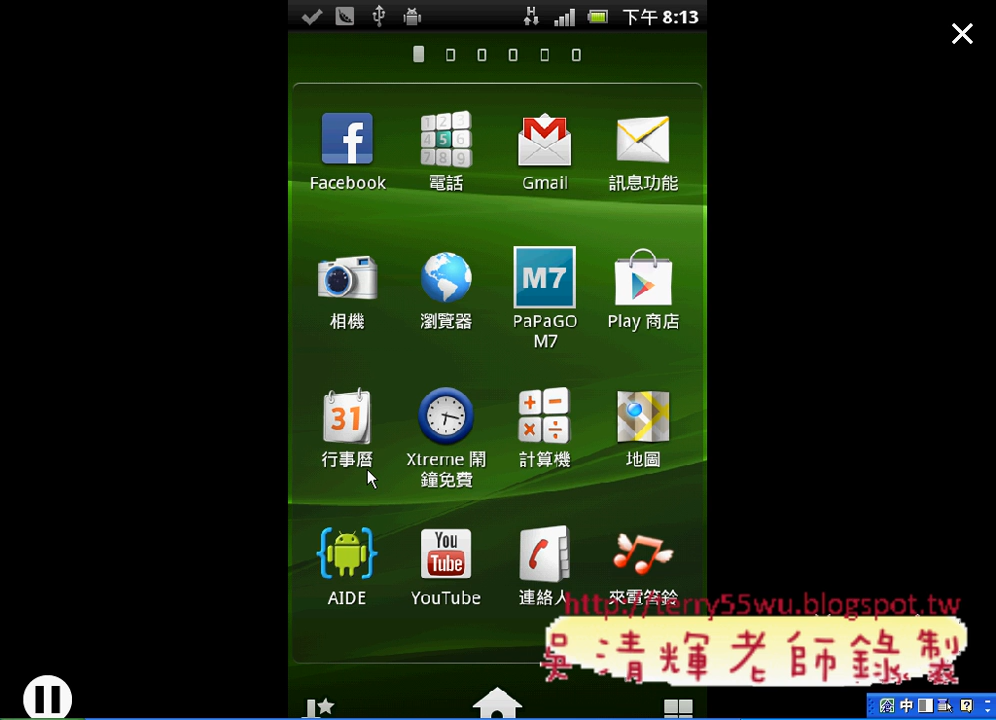 下午 8:13
Facebook
電話
Gmail
訊息功能
相機
瀏覽器
M7
PaPaGO
M7
Play 商店
31
行事曆
Xtreme 鬧
鐘免費
計算機
地圖
AIDE
You
Tube
YouTube
連絡人
來電答鈴
http://terry55wu.blogspot.tw
吳清輝老師錄製
中